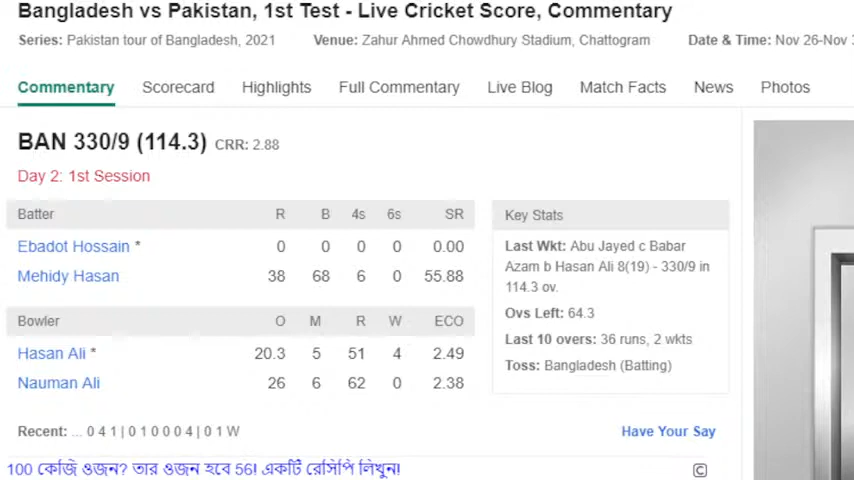 Bangladesh vs Pakistan, 1st Test - Live Cricket Score, Commentary
Series: Pakistan tour of Bangladesh, 2021 Venue: Zahur Ahmed Chowdhury Stadium, Chattogram Date & Time: Nov 26-Nov
Commentary Scorecard Highlights Full Commentary Live Blog Match Facts News Photos
BAN 330/9 (114.3) CRR: 2.88
Day 2: 1st Session
Batter R B 4s 6s SR
Ebadot Hossain * 0 0 0 0 0.00
Mehidy Hasan 38 68 6 0 55.88
Bowler O M R W ECO
Hasan Ali * 20.3 5 51 4 2.49
Nauman Ali 26 6 62 0 2.38
Key Stats
Last Wkt: Abu Jayed c Babar
Azam b Hasan Ali 8(19) - 330/9 in
114.3 ov.
Ovs Left: 64.3
Last 10 overs: 36 runs, 2 wkts
Toss: Bangladesh (Batting)
Recent: ... 0 4 1 | 0 1 0 0 0 4 | 0 1 W
Have Your Say
100 কেজি ওজন? তার ওজন হবে 56! একটি রেসিপি লিখুন!